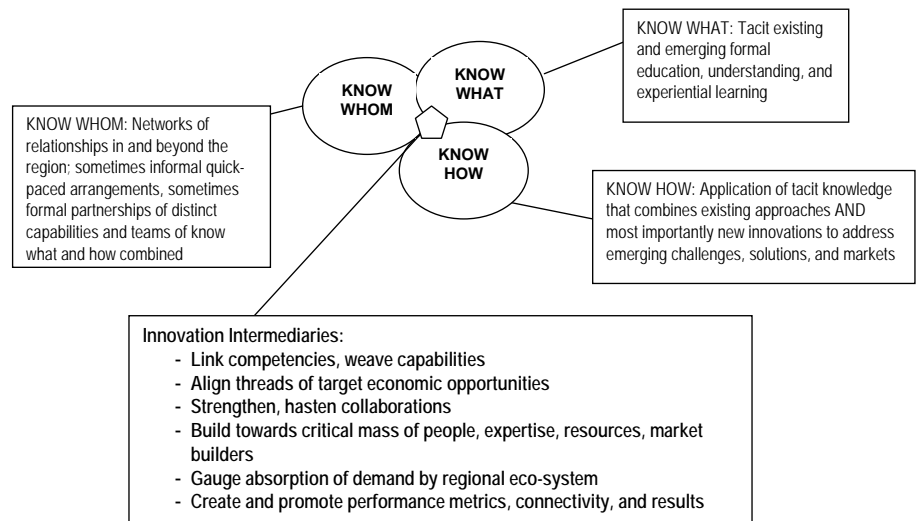 KNOW WHAT: Tacit existing
and emerging formal
education, understanding, and
experiential learning
KNOW
WHAT
KNOW
WHOM
KNOW WHOM: Networks of
relationships in and beyond the
region; sometimes informal quick-
paced arrangements, sometimes
formal partnerships of distinct
capabilities and teams of know
what and how combined
KNOW
HOW
KNOW HOW: Application of tacit knowledge
that combines existing approaches AND
most importantly new innovations to address
emerging challenges, solutions, and markets
Innovation Intermediaries:
- Link competencies, weave capabilities
- Align threads of target economic opportunities
- Strengthen, hasten collaborations
- Build towards critical mass of people, expertise, resources, market
builders
- Gauge absorption of demand by regional eco-system
- Create and promote performance metrics, connectivity, and results